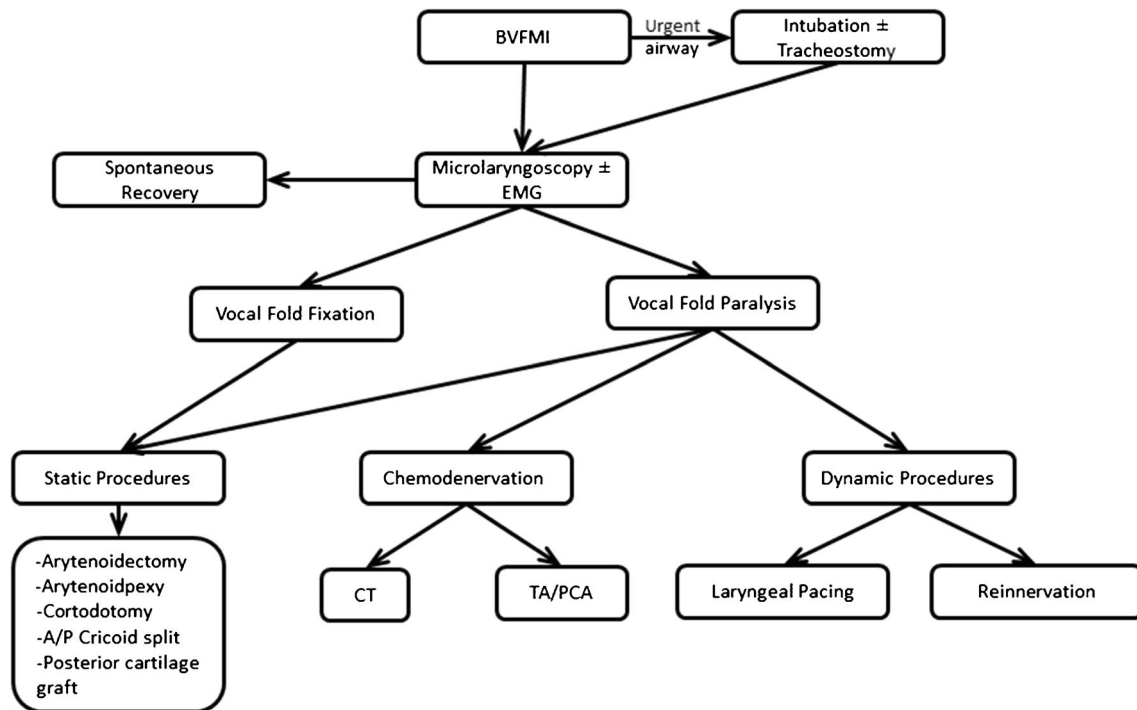 BVFMI
Urgent
airway
Intubation ±
Tracheostomy
Spontaneous
Recovery
Microlaryngoscopy ±
EMG
Vocal Fold Fixation
Vocal Fold Paralysis
Static Procedures
Chemodenervation
Dynamic Procedures
-Arytenoidectomy
-Arytenoidpexy
-Cortodotomy
-A/P Cricoid split
-Posterior cartilage
graft
CT
TA/PCA
Laryngeal Pacing
Reinnervation